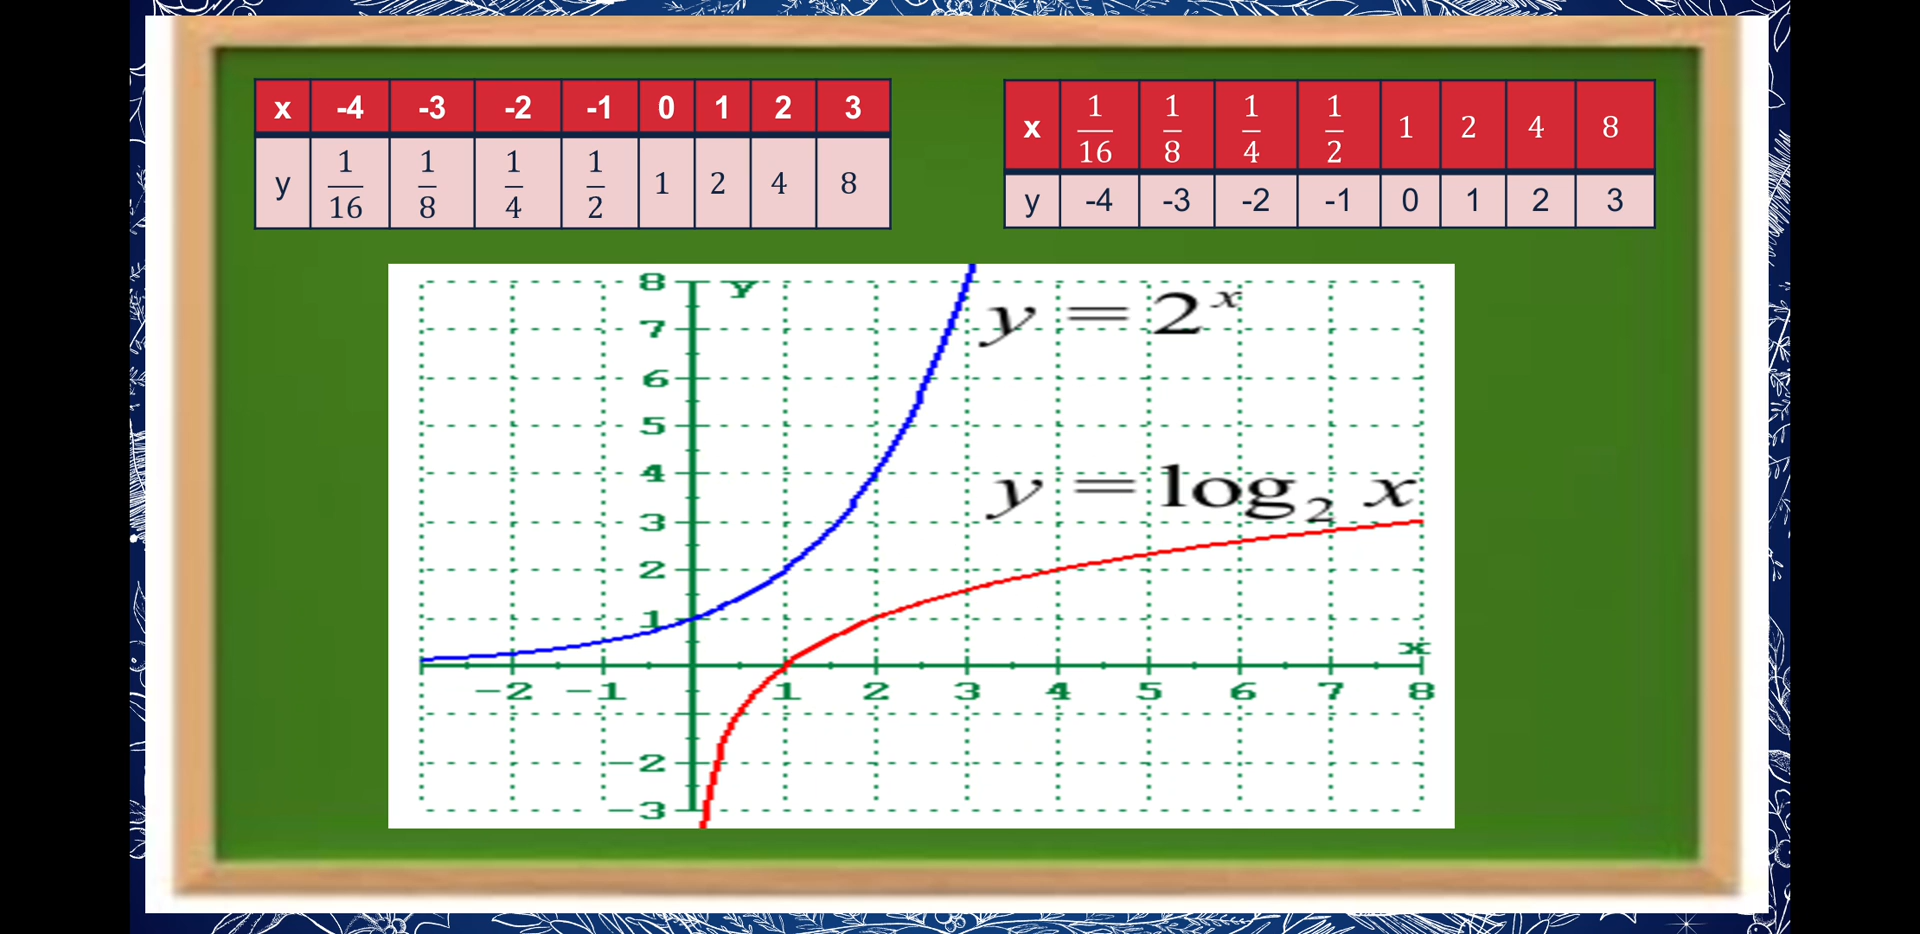 x -4 -3 -2 -1 0 1 2 3
y 1/16 1/8 1/4 1/2 1 2 4 8
x 1/16 1/8 1/4 1/2 1 2 4 8
y -4 -3 -2 -1 0 1 2 3
8 y
y = 2^x
7
6
5
4
y = log_2 x
3
2
1
x
-2 -1 1 2 3 4 5 6 7 8
-2
-3